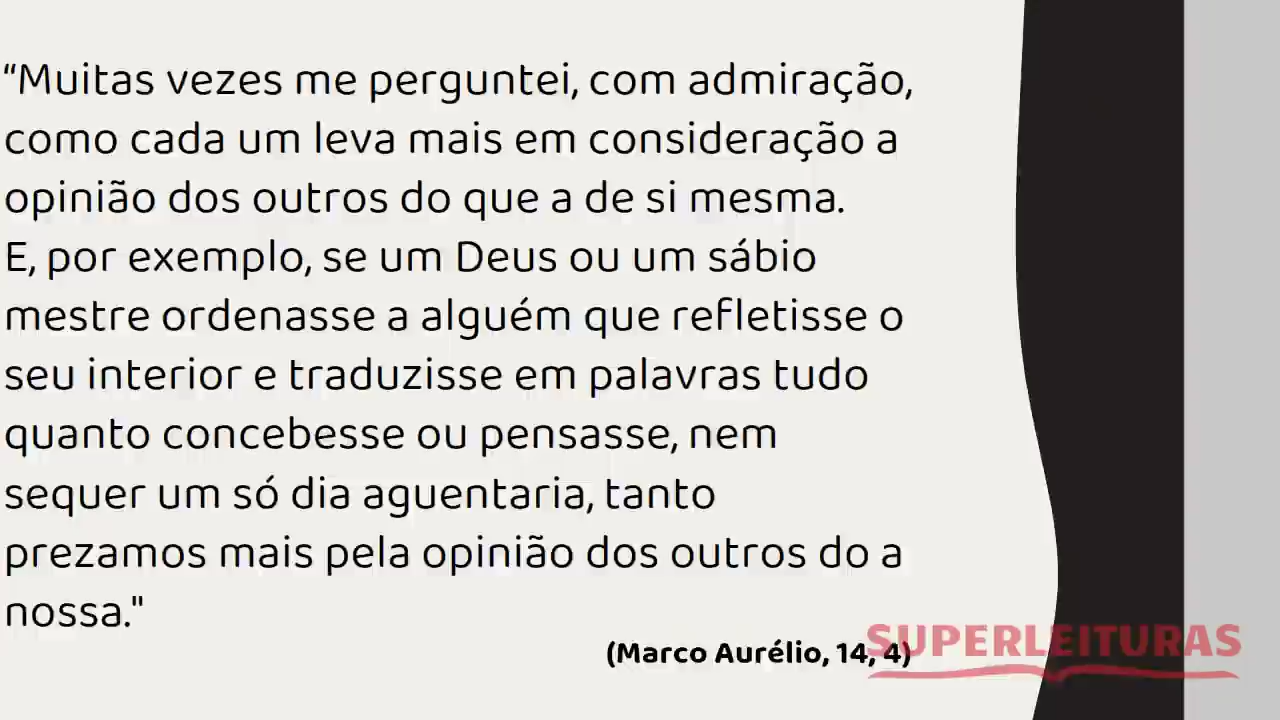 “Muitas vezes me perguntei, com admiração,
como cada um leva mais em consideração a
opinião dos outros do que a de si mesma.
E, por exemplo, se um Deus ou um sábio
mestre ordenasse a alguém que refletisse o
seu interior e traduzisse em palavras tudo
quanto concebesse ou pensasse, nem
sequer um só dia aguentaria, tanto
prezamos mais pela opinião dos outros do a
nossa."
(Marco Aurélio, 14, 4)
SUPERLEITURAS